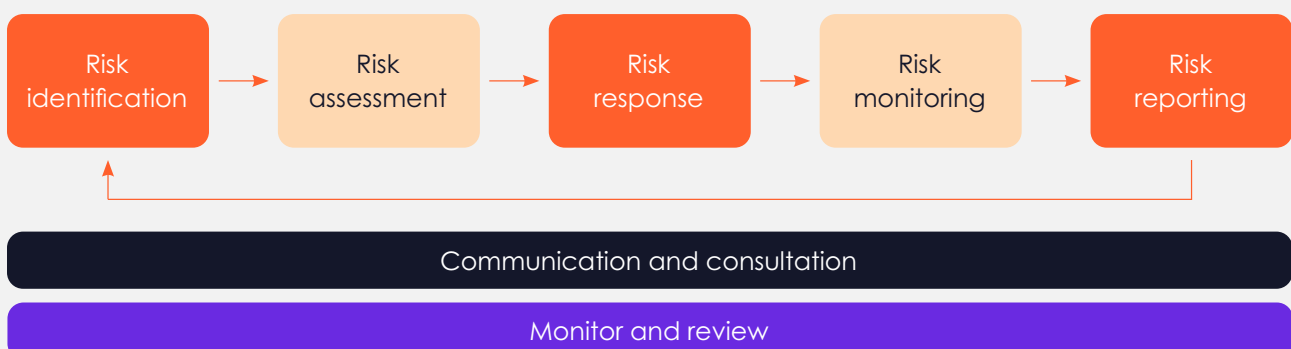 Risk
identification
Risk
assessment
Risk
response
Risk
monitoring
Risk
reporting
Communication and consultation
Monitor and review